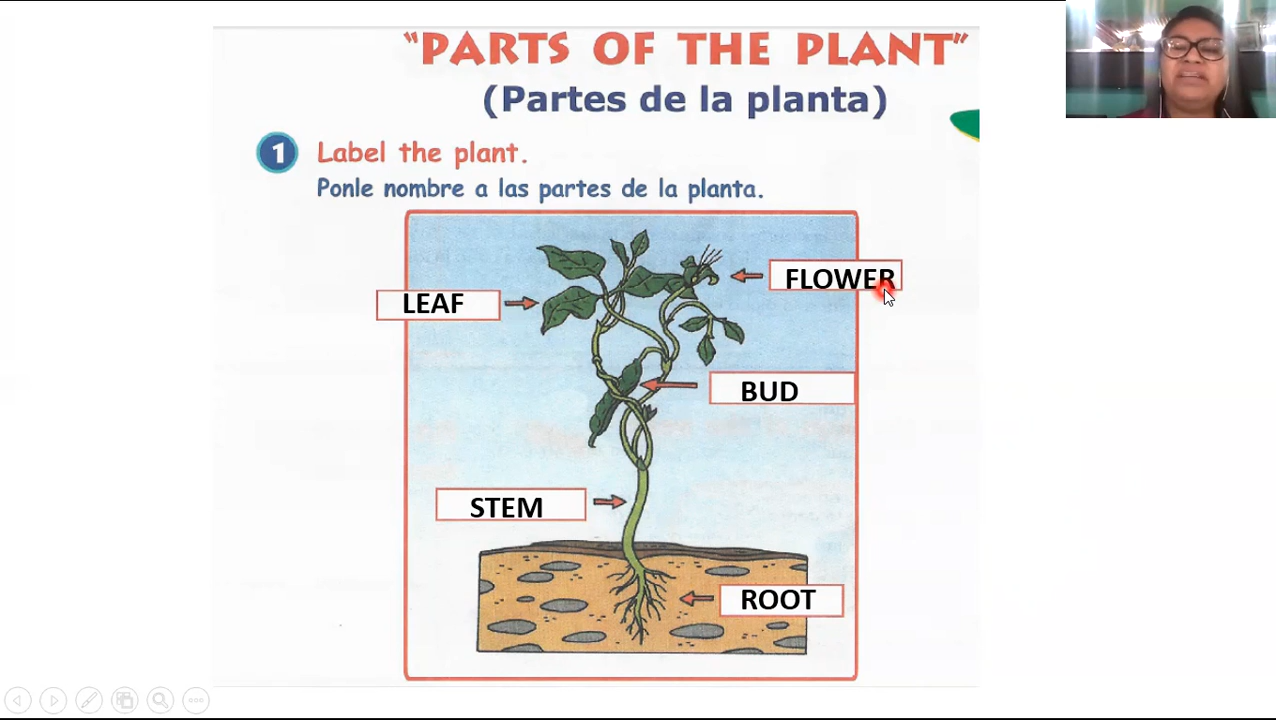 "PARTS OF THE PLANT"
(Partes de la planta)
1 Label the plant.
Ponle nombre a las partes de la planta.
FLOWER
LEAF
BUD
STEM
ROOT